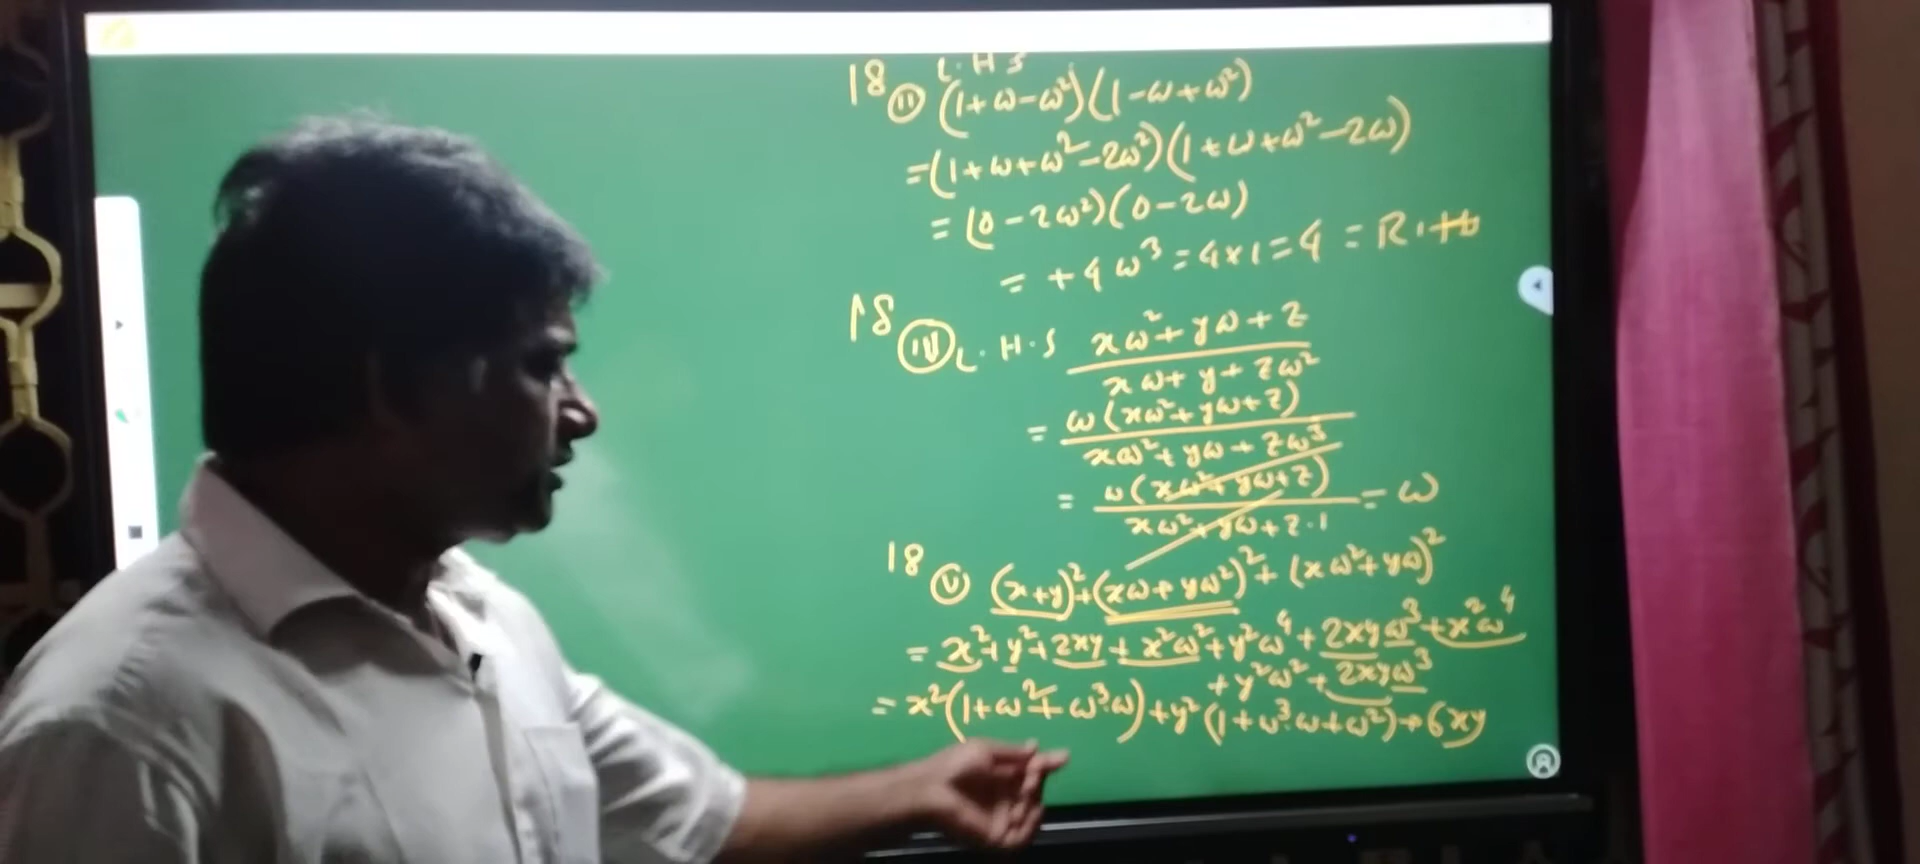 L.H.S
18 (ii) (1+ω-ω²)(1-ω+ω²)
=(1+ω+ω²-2ω²)(1+ω+ω²-2ω)
= (0-2ω²)(0-2ω)
= +4ω³=4×1=4 = R.H.S
18 (iv) L.H.S xω²+yω+z / xω+y+zω²
= ω(xω²+yω+z) / xω²+yω+zω³
= ω(xω²+yω+z) / xω²+yω+z.1 = ω
18 (v) (x+y)²+(xω+yω²)²+(xω²+yω)²
= x²+y²+2xy+x²ω²+y²ω⁴+2xyω³+x²ω⁴
+y²ω²+2xyω³
= x²(1+ω²+ω³ω)+y²(1+ω³.ω+ω²)+6xy